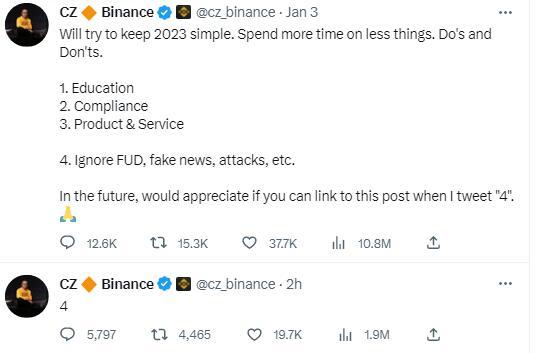 CZ 🔶 Binance @cz_binance · Jan 3
Will try to keep 2023 simple. Spend more time on less things. Do's and
Don'ts.
1. Education
2. Compliance
3. Product & Service
4. Ignore FUD, fake news, attacks, etc.
In the future, would appreciate if you can link to this post when I tweet "4".
🙏
12.6K 15.3K 37.7K 10.8M
CZ 🔶 Binance @cz_binance · 2h
4
5,797 4,465 19.7K 1.9M